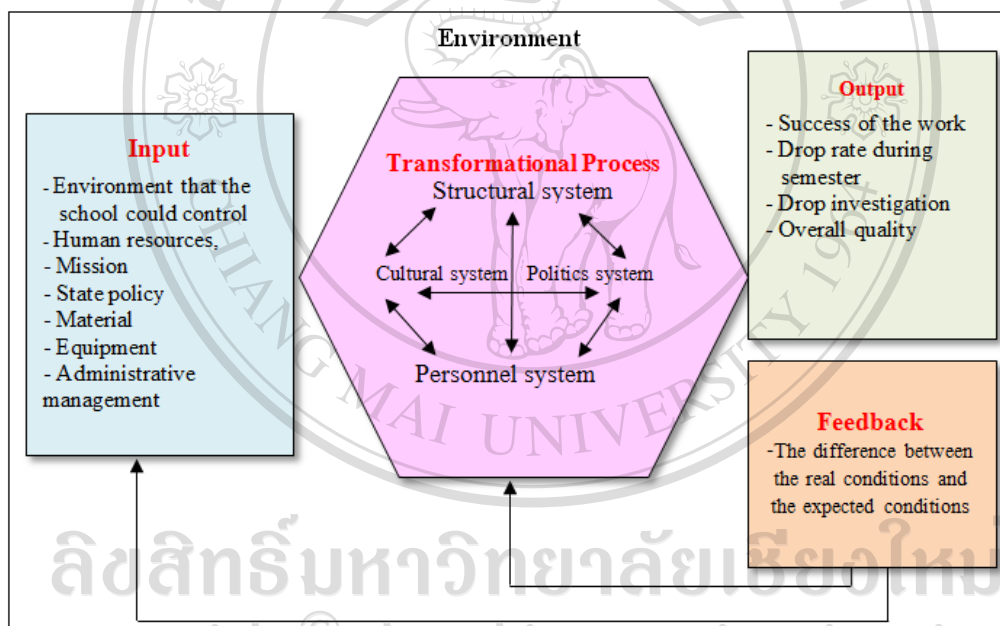 Environment
Input
- Environment that the
school could control
- Human resources,
- Mission
- State policy
- Material
- Equipment
- Administrative
management
Transformational Process
Structural system
Cultural system
Politics system
Personnel system
Output
- Success of the work
- Drop rate during
semester
- Drop investigation
- Overall quality
Feedback
-The difference between
the real conditions and
the expected conditions
CHIANG MAI UNIVERSITY 1964
ลิขสิทธิ์มหาวิทยาลัยเชียงใหม่